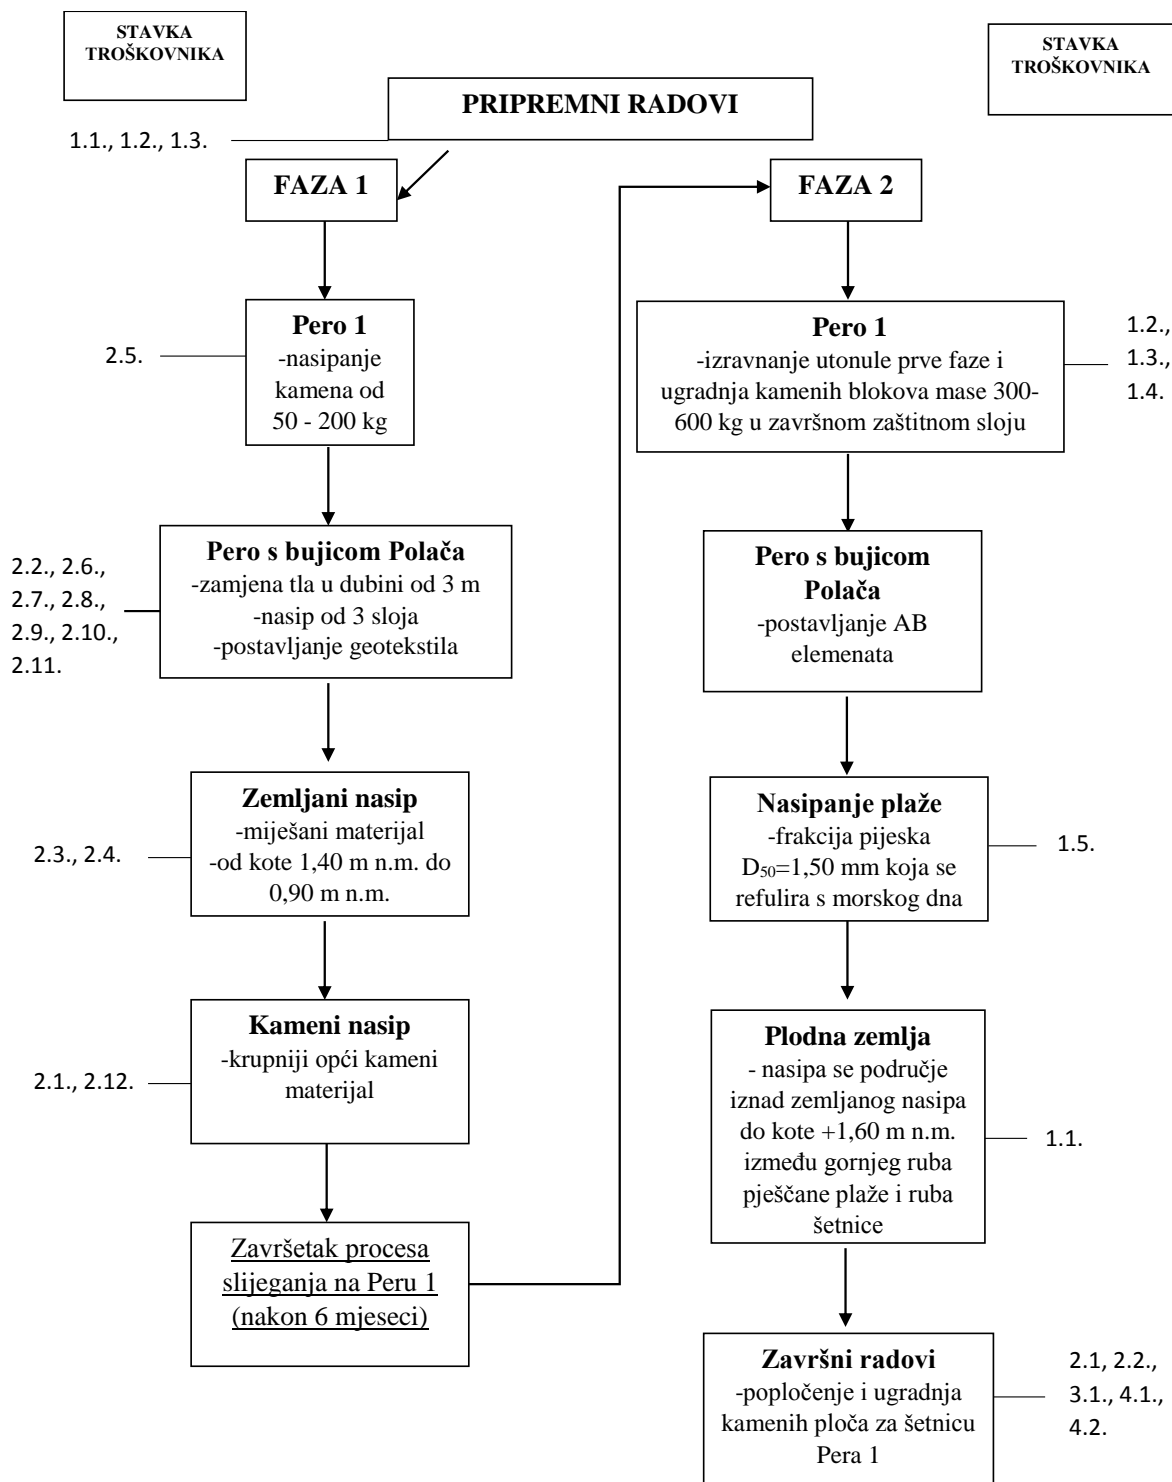 STAVKA
TROŠKOVNIKA
STAVKA
TROŠKOVNIKA
PRIPREMNI RADOVI
1.1., 1.2., 1.3.
FAZA 1
Pero 1
-nasipanje
kamena od
50 - 200 kg
2.5.
Pero s bujicom Polača
-zamjena tla u dubini od 3 m
-nasip od 3 sloja
-postavljanje geotekstila
2.2., 2.6.,
2.7., 2.8.,
2.9., 2.10.,
2.11.
Zemljani nasip
-miješani materijal
-od kote 1,40 m n.m. do
0,90 m n.m.
2.3., 2.4.
Kameni nasip
-krupniji opći kameni
materijal
2.1., 2.12.
Završetak procesa
slijeganja na Peru 1
(nakon 6 mjeseci)
FAZA 2
Pero 1
-izravnanje utonule prve faze i
ugradnja kamenih blokova mase 300-
600 kg u završnom zaštitnom sloju
1.2.,
1.3.,
1.4.
Pero s bujicom
Polača
-postavljanje AB
elemenata
Nasipanje plaže
-frakcija pijeska
D₅₀=1,50 mm koja se
refulira s morskog dna
1.5.
Plodna zemlja
- nasipa se područje
iznad zemljanog nasipa
do kote +1,60 m n.m.
između gornjeg ruba
pješčane plaže i ruba
šetnice
1.1.
Završni radovi
-popločenje i ugradnja
kamenih ploča za šetnicu
Pera 1
2.1, 2.2.,
3.1., 4.1.,
4.2.